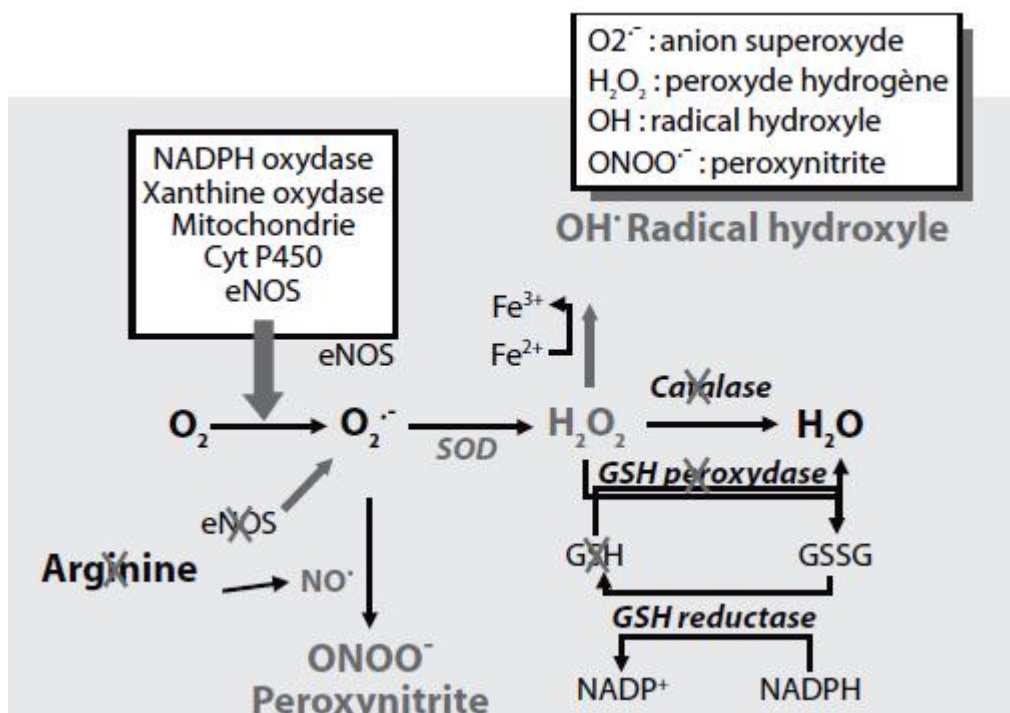 O2·- : anion superoxyde
H₂O₂ : peroxyde hydrogène
OH : radical hydroxyle
ONOO·- : peroxynitrite
NADPH oxydase
Xanthine oxydase
Mitochondrie
Cyt P450
eNOS
OH· Radical hydroxyle
eNOS
Fe³⁺
Fe²⁺
Catalase
O₂
O₂·-
SOD
H₂O₂
H₂O
GSH peroxydase
eNOS
Arginine
NO·
GSH
GSSG
GSH reductase
ONOO⁻
Peroxynitrite
NADP⁺
NADPH